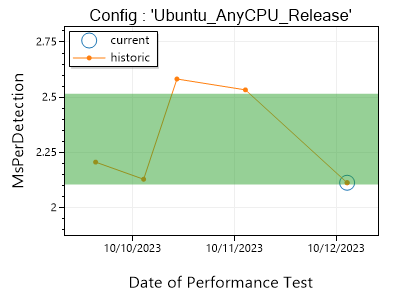 Config : 'Ubuntu_AnyCPU_Release'
current
historic
2.75
2.5
2.25
2
MsPerDetection
10/10/2023
10/11/2023
10/12/2023
Date of Performance Test